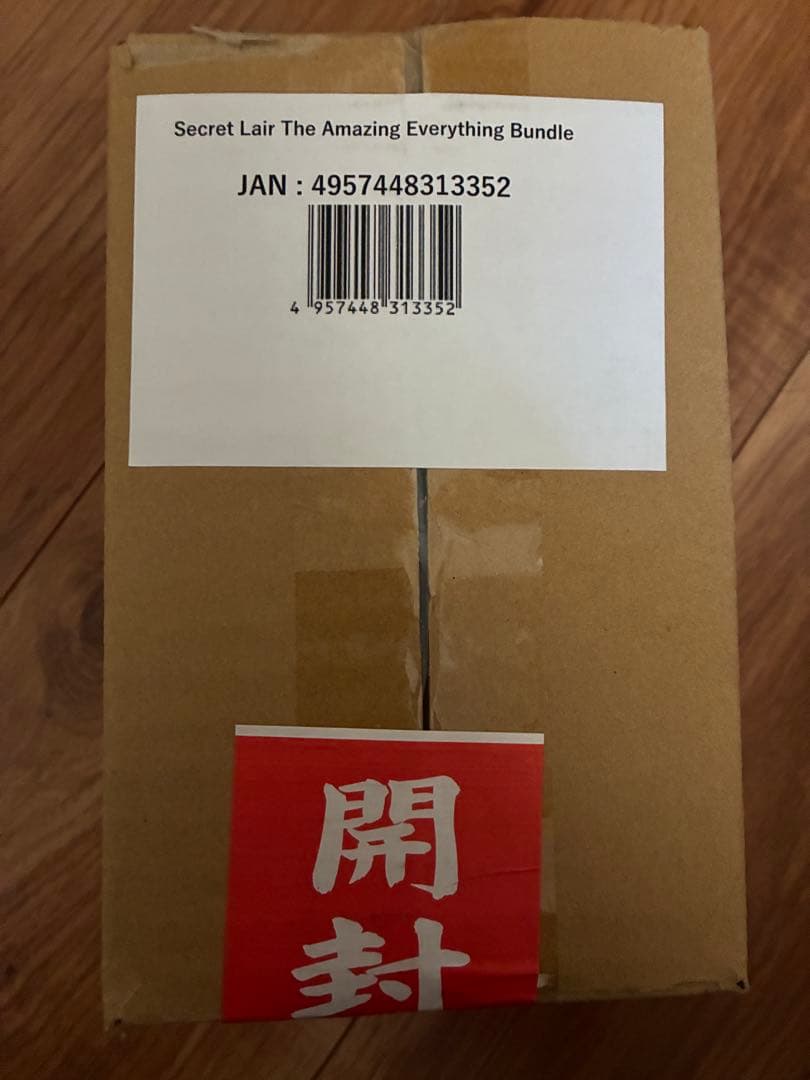 Secret Lair The Amazing Everything Bundle
JAN : 4957448313352
4 957448 313352
開
封